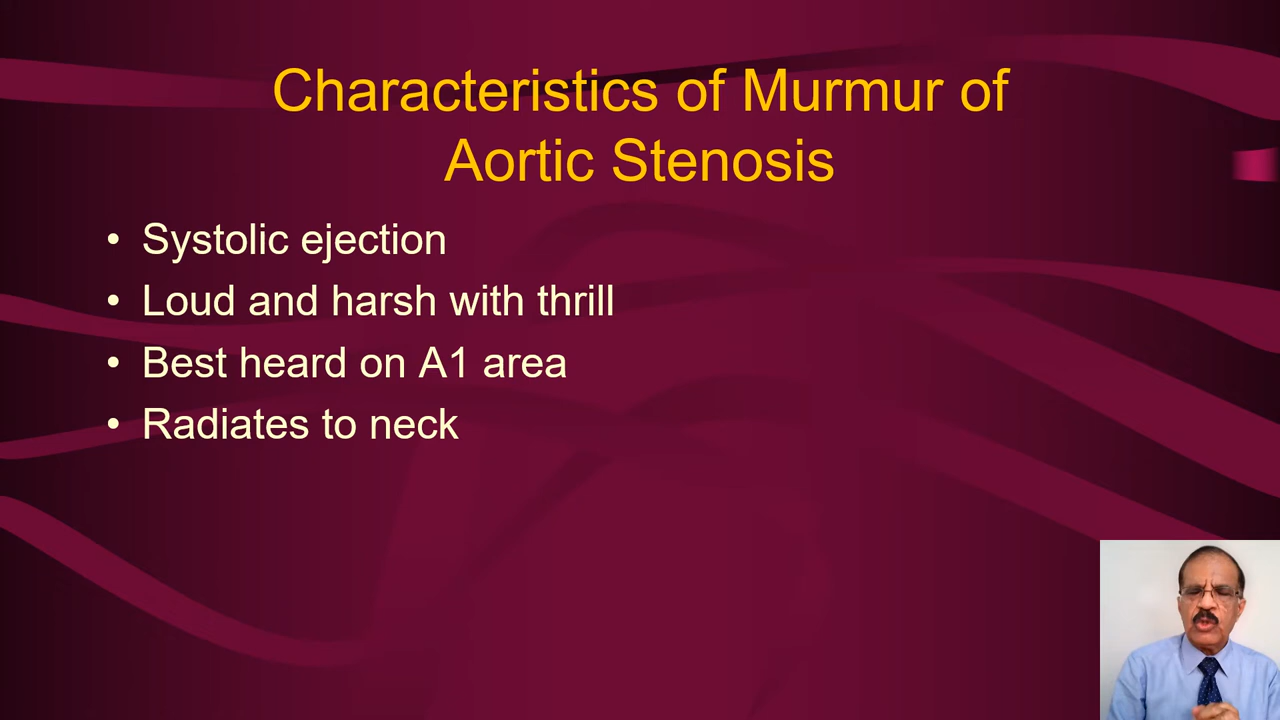 Characteristics of Murmur of
Aortic Stenosis
• Systolic ejection
• Loud and harsh with thrill
• Best heard on A1 area
• Radiates to neck